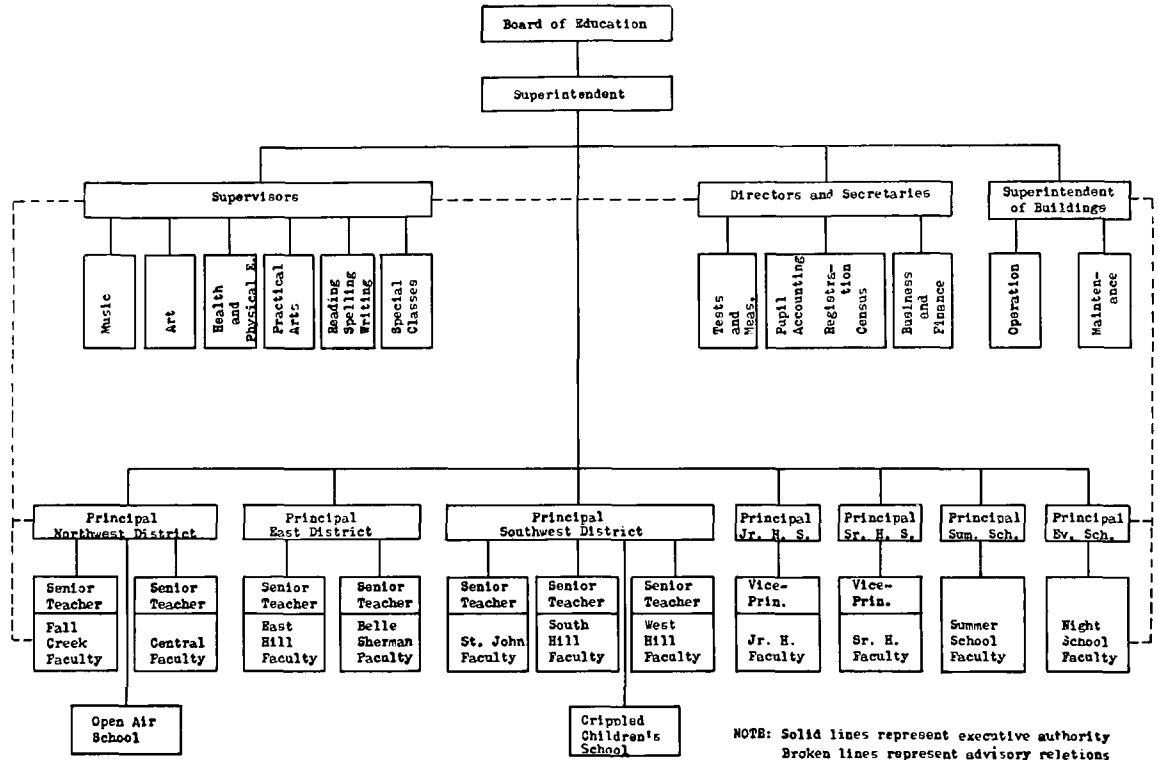 Board of Education
Superintendent
Supervisors
Directors and Secretaries
Superintendent
of Buildings
Music
Art
Health
and
Physical E.
Practical
Arts
Reading
Spelling
Writing
Special
Classes
Tests
and
Meas.
Pupil
Accounting
Registra-
tion
Census
Business
and
Finance
Operation
Mainten-
ance
Principal
Northwest District
Principal
East District
Principal
Southwest District
Principal
Jr. H. S.
Principal
Sr. H. S.
Principal
Sum. Sch.
Principal
Ev. Sch.
Senior
Teacher
Fall
Creek
Faculty
Senior
Teacher
Central
Faculty
Senior
Teacher
East
Hill
Faculty
Senior
Teacher
Belle
Sherman
Faculty
Senior
Teacher
St. John
Faculty
Senior
Teacher
South
Hill
Faculty
Senior
Teacher
West
Hill
Faculty
Vice-
Prin.
Jr. H.
Faculty
Vice-
Prin.
Sr. H.
Faculty
Summer
School
Faculty
Night
School
Faculty
Open Air
School
Crippled
Children's
School
NOTE: Solid lines represent executive authority
Broken lines represent advisory reletions